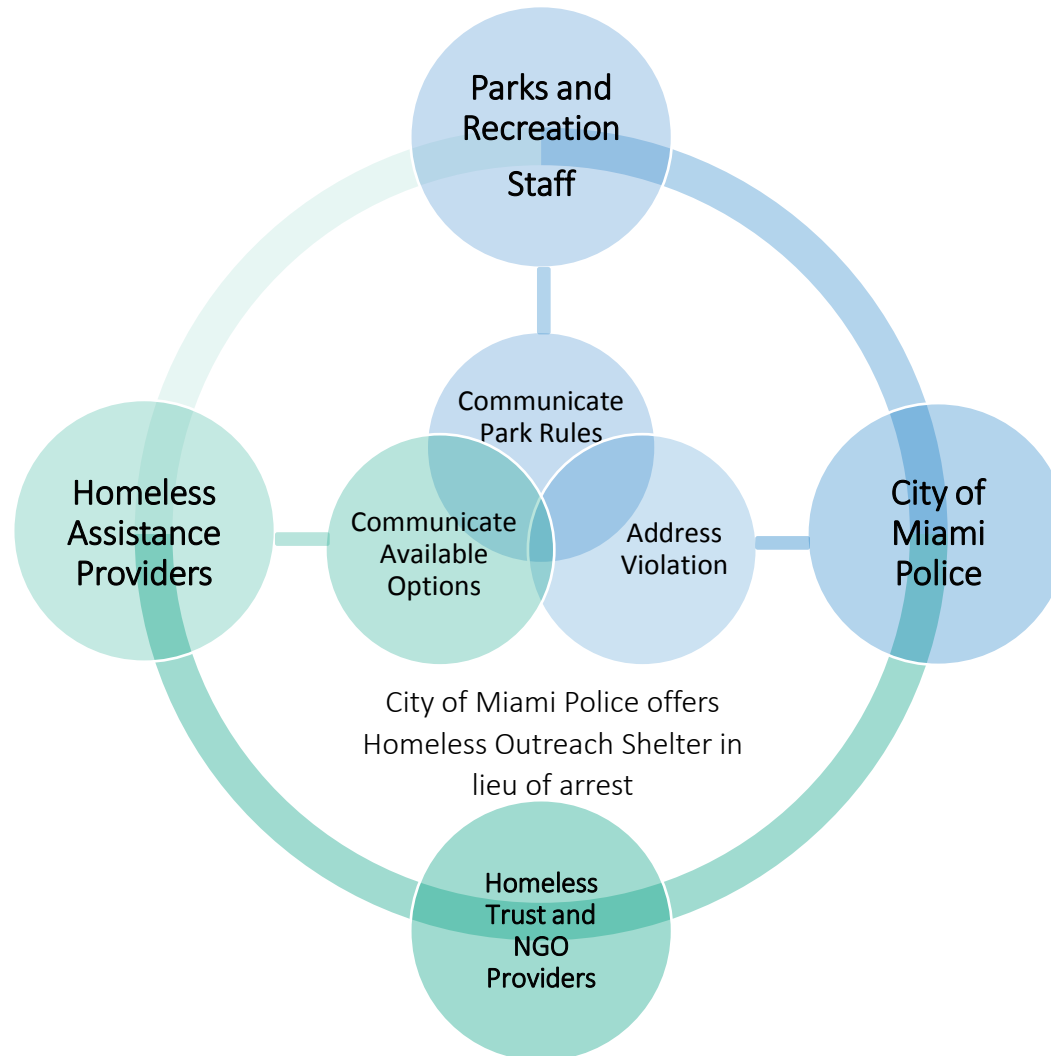 Parks and
Recreation
Staff
Communicate
Park Rules
Homeless
Assistance
Providers
Communicate
Available
Options
Address
Violation
City of
Miami
Police
City of Miami Police offers
Homeless Outreach Shelter in
lieu of arrest
Homeless
Trust and
NGO
Providers